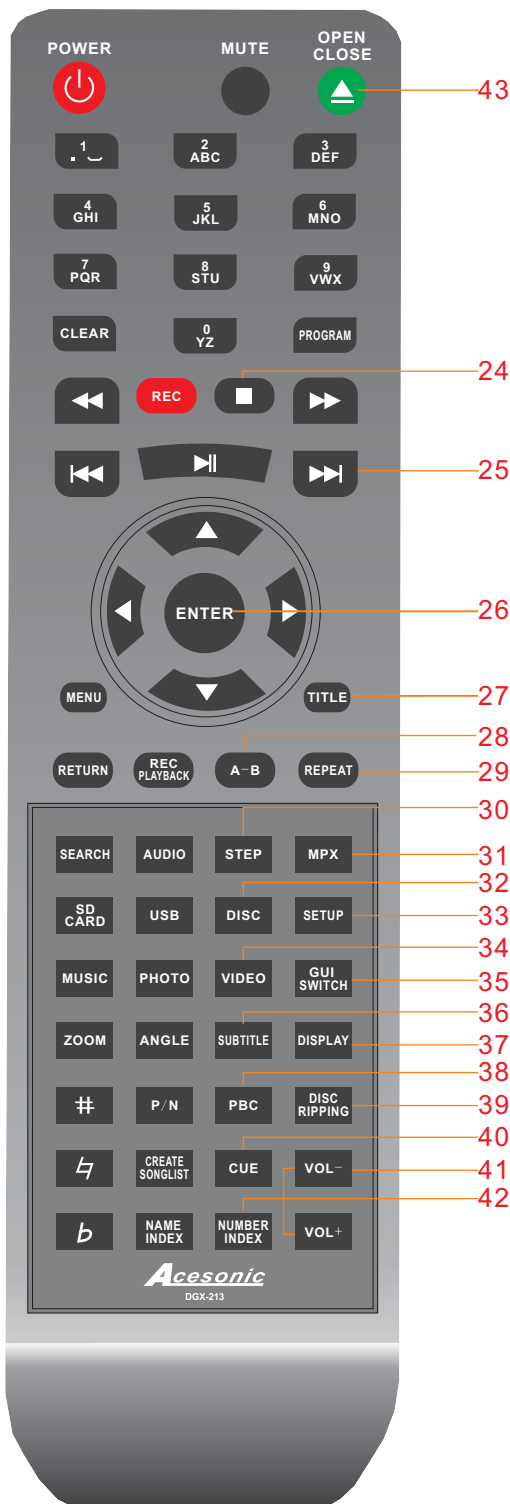 POWER MUTE OPEN
CLOSE
43
1 2 3
. ABC DEF
4 5 6
GHI JKL MNO
7 8 9
PQR STU VWX
CLEAR 0 PROGRAM
YZ
24
REC
25
ENTER 26
MENU TITLE 27
28
RETURN REC A-B REPEAT 29
PLAYBACK
30
SEARCH AUDIO STEP MPX 31
32
SD USB DISC SETUP 33
CARD
34
MUSIC PHOTO VIDEO GUI 35
SWITCH
36
ZOOM ANGLE SUBTITLE DISPLAY 37
38
# P/N PBC DISC 39
RIPPING
40
♮ CREATE CUE VOL- 41
SONGLIST
42
♭ NAME NUMBER VOL+
INDEX INDEX
Acesonic
DGX-213